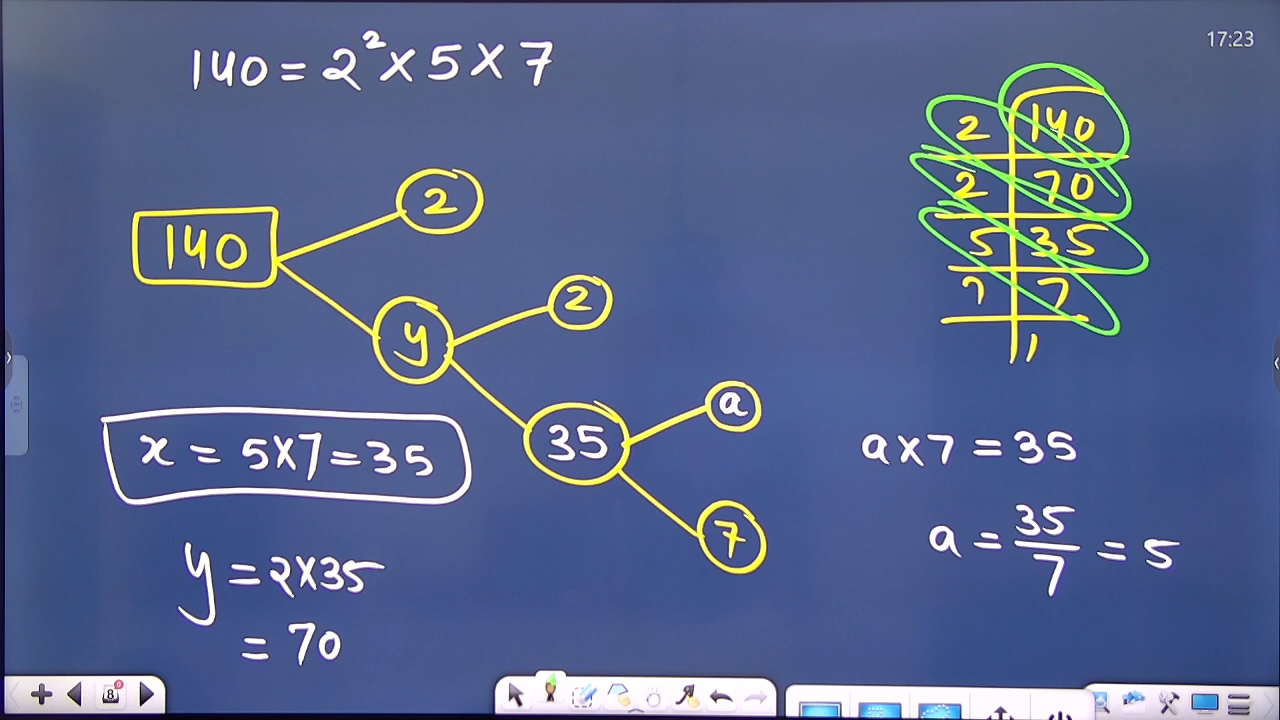 17:23
140 = 2² × 5 × 7
2 | 140
2 | 70
5 | 35
7 | 7
1
140
2
y
2
35
a
7
x = 5×7 = 35
y = 2×35
= 70
a×7 = 35
a = 35/7 = 5
8